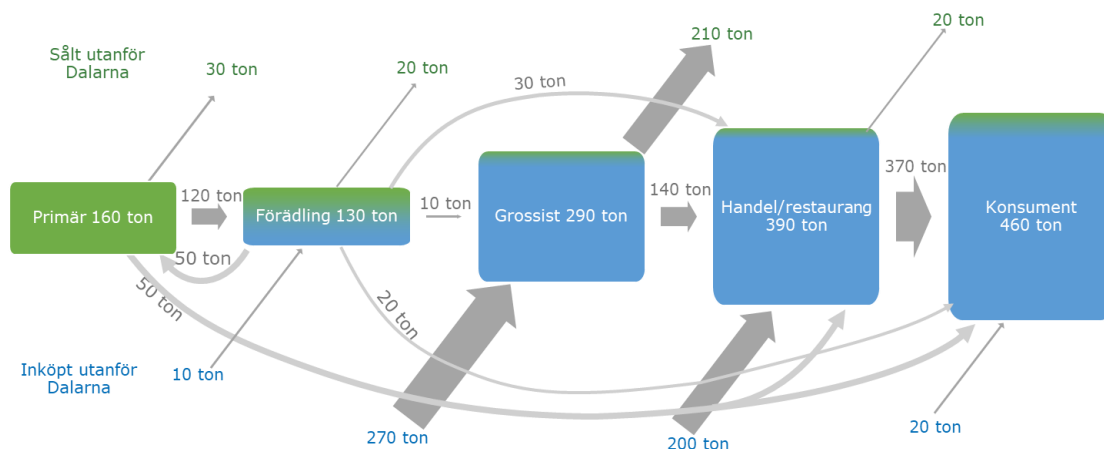 Sålt utanför
Dalarna
30 ton
20 ton
30 ton
210 ton
20 ton
Primär 160 ton
120 ton
Förädling 130 ton
10 ton
Grossist 290 ton
140 ton
Handel/restaurang
390 ton
370 ton
Konsument
460 ton
50 ton
50 ton
20 ton
Inköpt utanför
Dalarna
10 ton
270 ton
200 ton
20 ton